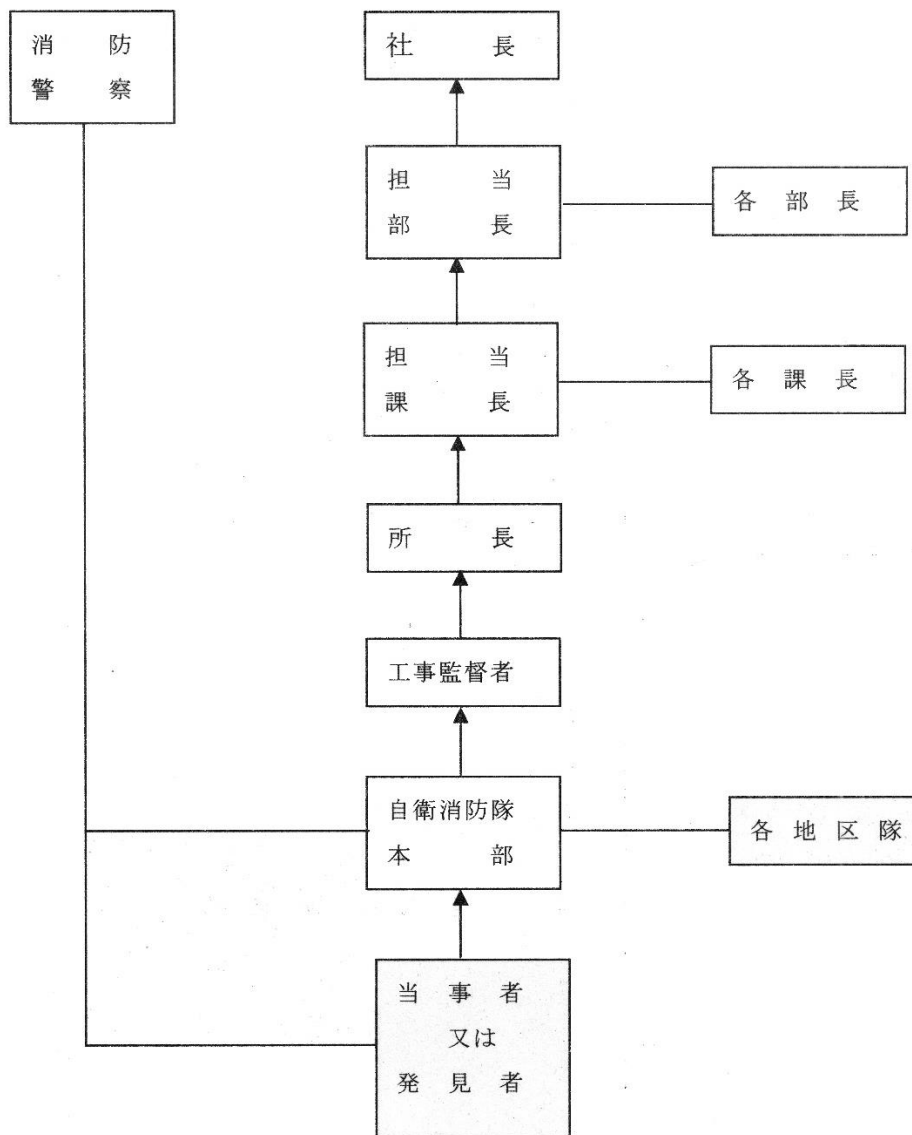 消防
警察
社長
担当
部長
各部長
担当
課長
各課長
所長
工事監督者
自衛消防隊
本部
各地区隊
当事者
又は
発見者